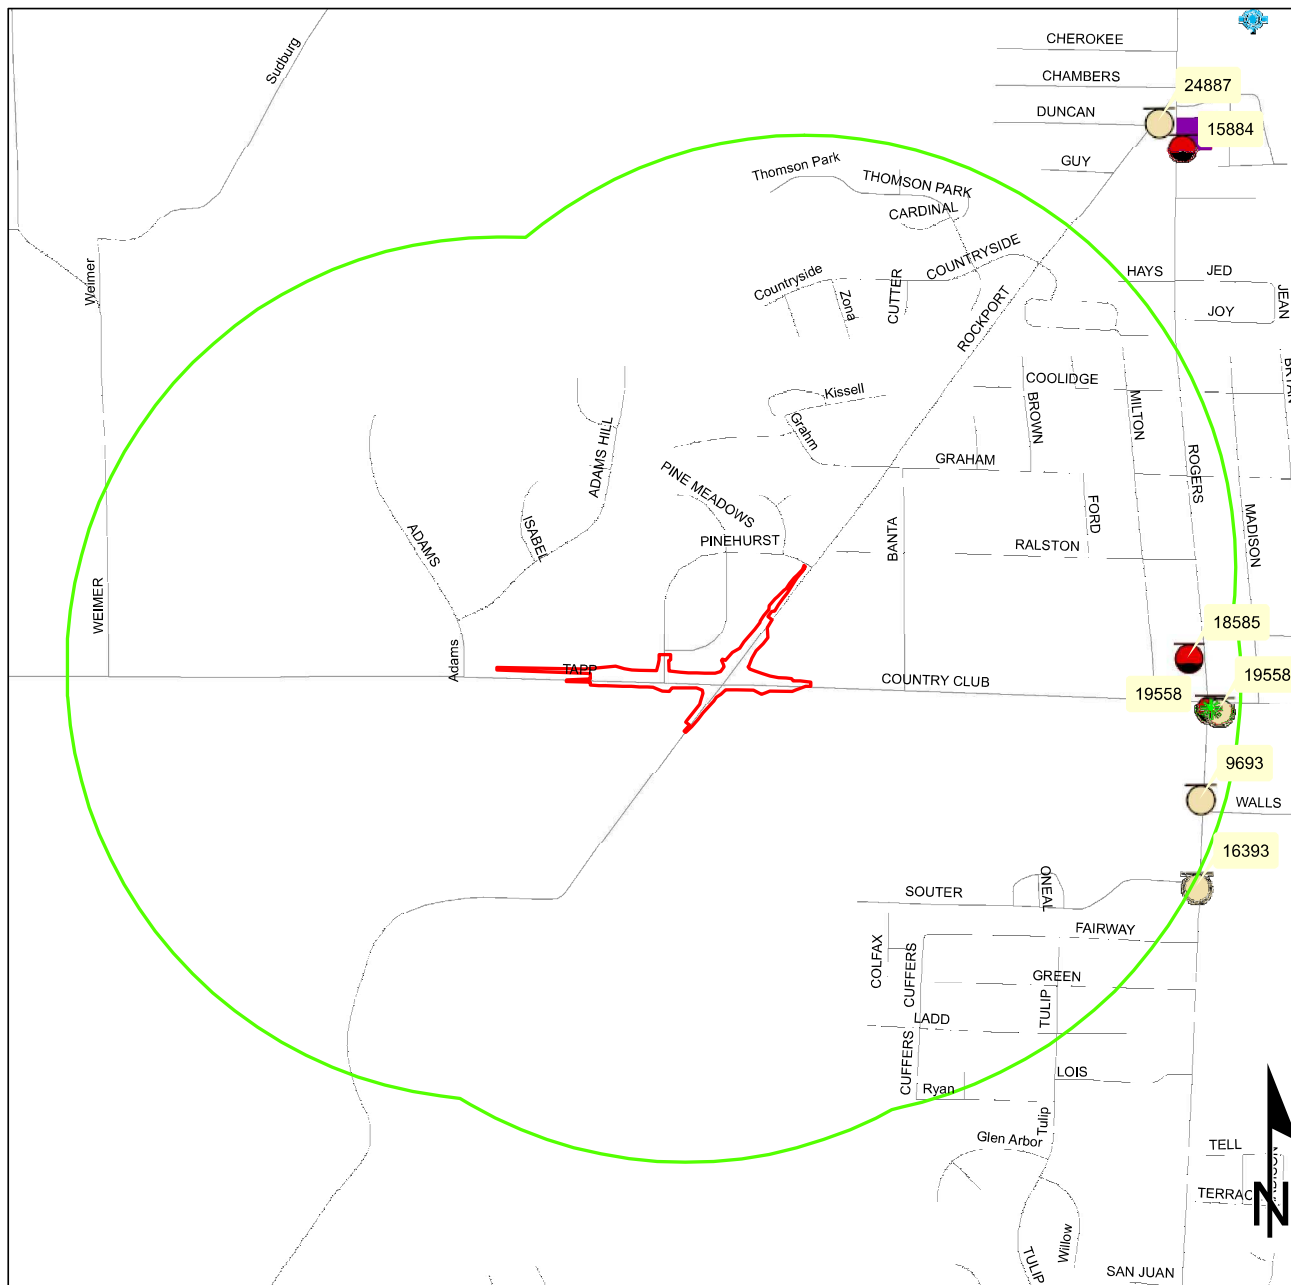 CHEROKEE
Sudburg
CHAMBERS
24887
DUNCAN
15884
GUY
Thomson Park
THOMSON PARK
CARDINAL
COUNTRYSIDE
HAYS
JED
Weimer
Countryside
Zona
CUTTER
JEAN
JOY
ROCKPORT
COOLIDGE
Kissell
BROWN
MILTON
Grahm
ADAMS HILL
GRAHAM
ROGERS
PINE MEADOWS
FORD
MADISON
ISABEL
ADAMS
PINEHURST
BANTA
RALSTON
WEIMER
18585
Adams
TAPP
COUNTRY CLUB
19558
19558
9693
WALLS
16393
SOUTER
ONEAL
FAIRWAY
COLFAX
CUFFERS
GREEN
TULIP
LADD
CUFFERS
LOIS
Ryan
Tulip
Glen Arbor
TELL
TERRAC
N
Willow
TULIP
SAN JUAN